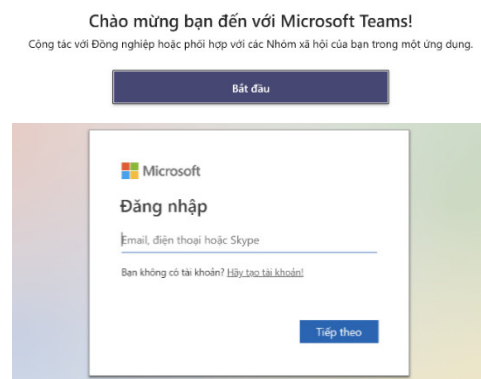 Chào mừng bạn đến với Microsoft Teams!
Cộng tác với Đồng nghiệp hoặc phối hợp với các Nhóm xã hội của bạn trong một ứng dụng.
Bắt đầu
Microsoft
Đăng nhập
Email, điện thoại hoặc Skype
Bạn không có tài khoản? Hãy tạo tài khoản!
Tiếp theo